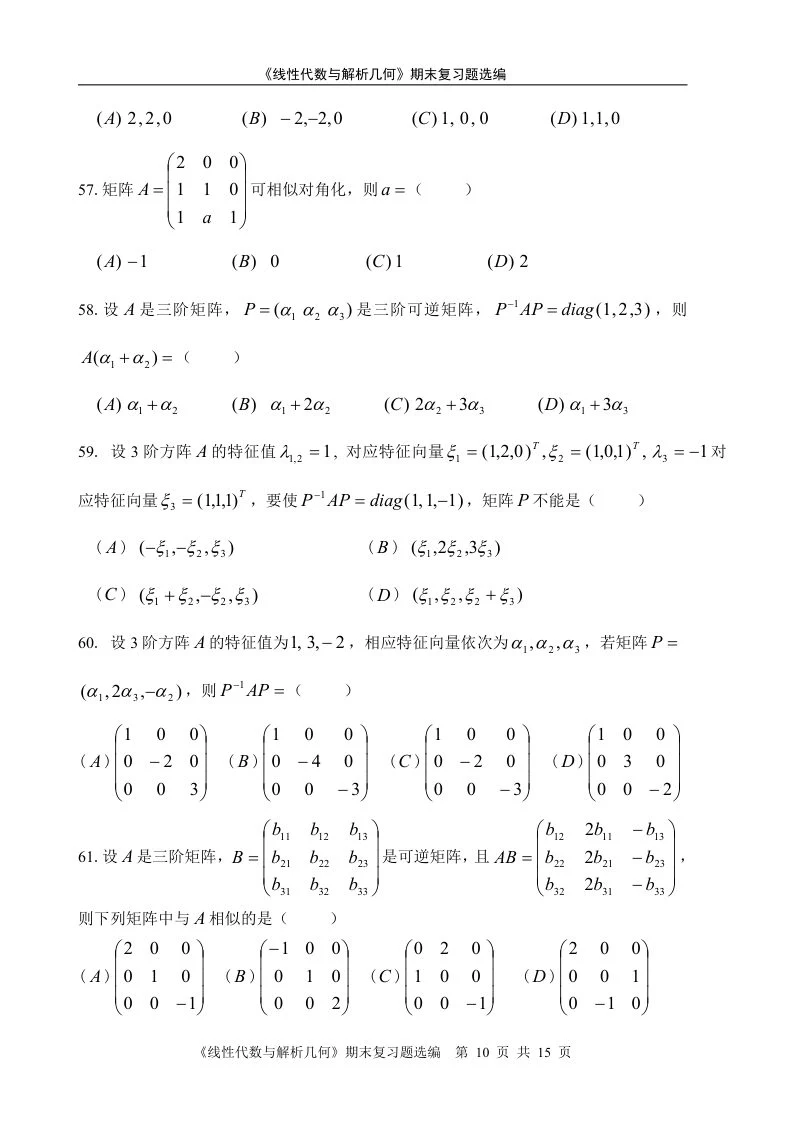 《线性代数与解析几何》期末复习题选编
(A) 2,2,0 (B) −2,−2,0 (C) 1, 0, 0 (D) 1,1,0
2 0 0
57. 矩阵 A = 1 1 0 可相似对角化，则 a = （ ）
1 a 1
(A) −1 (B) 0 (C) 1 (D) 2
58. 设 A 是三阶矩阵， P = (α₁ α₂ α₃) 是三阶可逆矩阵， P⁻¹AP = diag(1,2,3) ，则
A(α₁ + α₂) = （ ）
(A) α₁ + α₂ (B) α₁ + 2α₂ (C) 2α₂ + 3α₃ (D) α₁ + 3α₃
59. 设 3 阶方阵 A 的特征值 λ₁,₂ = 1, 对应特征向量 ξ₁ = (1,2,0)ᵀ, ξ₂ = (1,0,1)ᵀ, λ₃ = −1 对
应特征向量 ξ₃ = (1,1,1)ᵀ ，要使 P⁻¹AP = diag(1, 1,−1) ，矩阵 P 不能是（ ）
（A） (−ξ₁,−ξ₂,ξ₃) （B） (ξ₁,2ξ₂,3ξ₃)
（C） (ξ₁ + ξ₂,−ξ₂,ξ₃) （D） (ξ₁,ξ₂,ξ₂ + ξ₃)
60. 设 3 阶方阵 A 的特征值为 1, 3, −2 ，相应特征向量依次为 α₁,α₂,α₃ ，若矩阵 P =
(α₁,2α₃,−α₂) ，则 P⁻¹AP = （ ）
1 0 0 1 0 0 1 0 0 1 0 0
（A） 0 −2 0 （B） 0 −4 0 （C） 0 −2 0 （D） 0 3 0
0 0 3 0 0 −3 0 0 −3 0 0 −2
b₁₁ b₁₂ b₁₃ b₁₂ 2b₁₁ −b₁₃
61. 设 A 是三阶矩阵， B = b₂₁ b₂₂ b₂₃ 是可逆矩阵，且 AB = b₂₂ 2b₂₁ −b₂₃ ，
b₃₁ b₃₂ b₃₃ b₃₂ 2b₃₁ −b₃₃
则下列矩阵中与 A 相似的是（ ）
2 0 0 −1 0 0 0 2 0 2 0 0
（A） 0 1 0 （B） 0 1 0 （C） 1 0 0 （D） 0 0 1
0 0 −1 0 0 2 0 0 −1 0 −1 0
《线性代数与解析几何》期末复习题选编 第 10 页 共 15 页